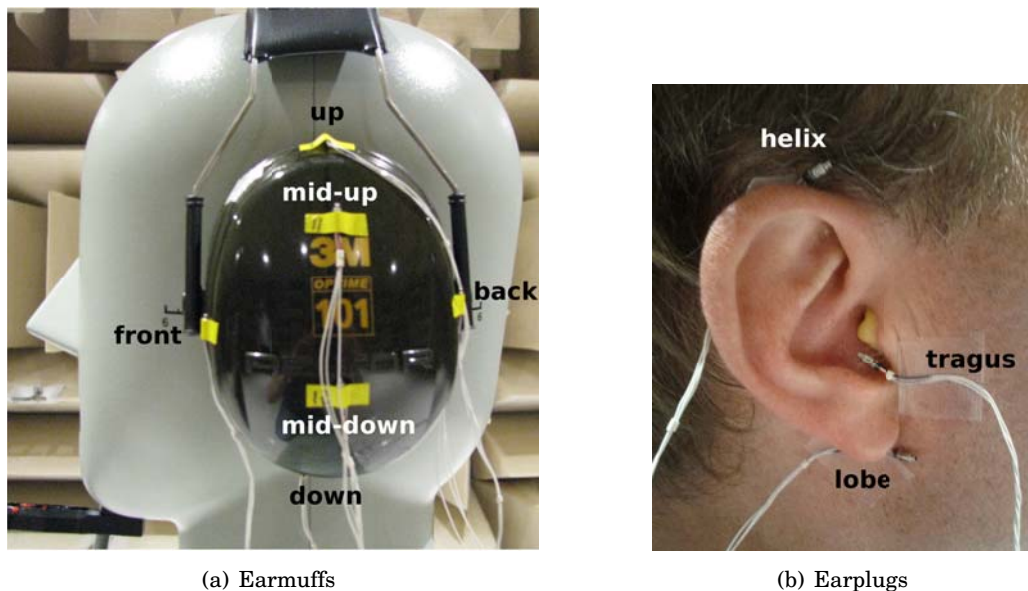 up
mid-up
3M
OPTIME
101
back
front
mid-down
down
helix
tragus
lobe
(a) Earmuffs
(b) Earplugs